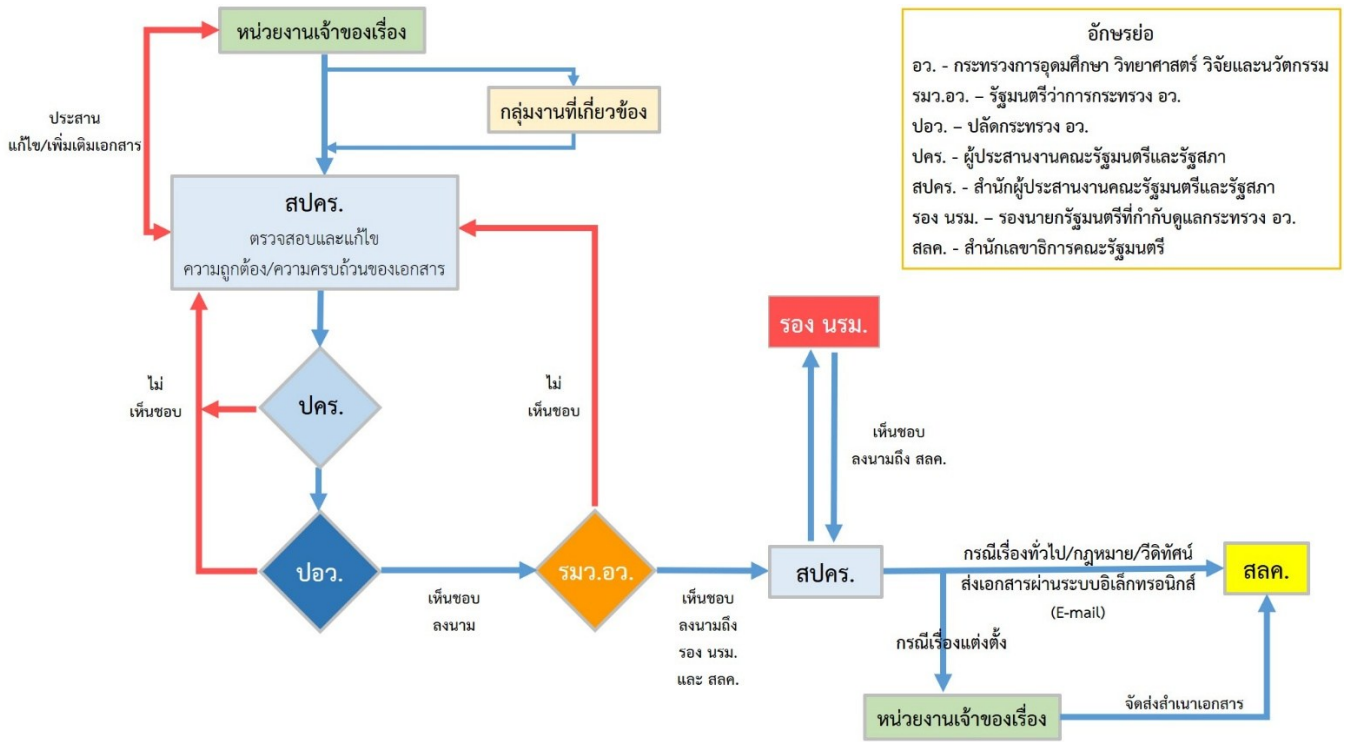 หน่วยงานเจ้าของเรื่อง
กลุ่มงานที่เกี่ยวข้อง
ประสาน
แก้ไข/เพิ่มเติมเอกสาร
สปคร.
ตรวจสอบและแก้ไข
ความถูกต้อง/ความครบถ้วนของเอกสาร
อักษรย่อ
อว. - กระทรวงการอุดมศึกษา วิทยาศาสตร์ วิจัยและนวัตกรรม
รมว.อว. – รัฐมนตรีว่าการกระทรวง อว.
ปอว. – ปลัดกระทรวง อว.
ปคร. - ผู้ประสานงานคณะรัฐมนตรีและรัฐสภา
สปคร. - สำนักผู้ประสานงานคณะรัฐมนตรีและรัฐสภา
รอง นรม. – รองนายกรัฐมนตรีที่กำกับดูแลกระทรวง อว.
สลค. - สำนักเลขาธิการคณะรัฐมนตรี
ไม่
เห็นชอบ
ปคร.
ไม่
เห็นชอบ
รอง นรม.
เห็นชอบ
ลงนามถึง สลค.
ปอว.
เห็นชอบ
ลงนาม
รมว.อว.
เห็นชอบ
ลงนามถึง
รอง นรม.
และ สลค.
สปคร.
กรณีเรื่องทั่วไป/กฎหมาย/วีดิทัศน์
ส่งเอกสารผ่านระบบอิเล็กทรอนิกส์
(E-mail)
สลค.
กรณีเรื่องแต่งตั้ง
หน่วยงานเจ้าของเรื่อง
จัดส่งสำเนาเอกสาร